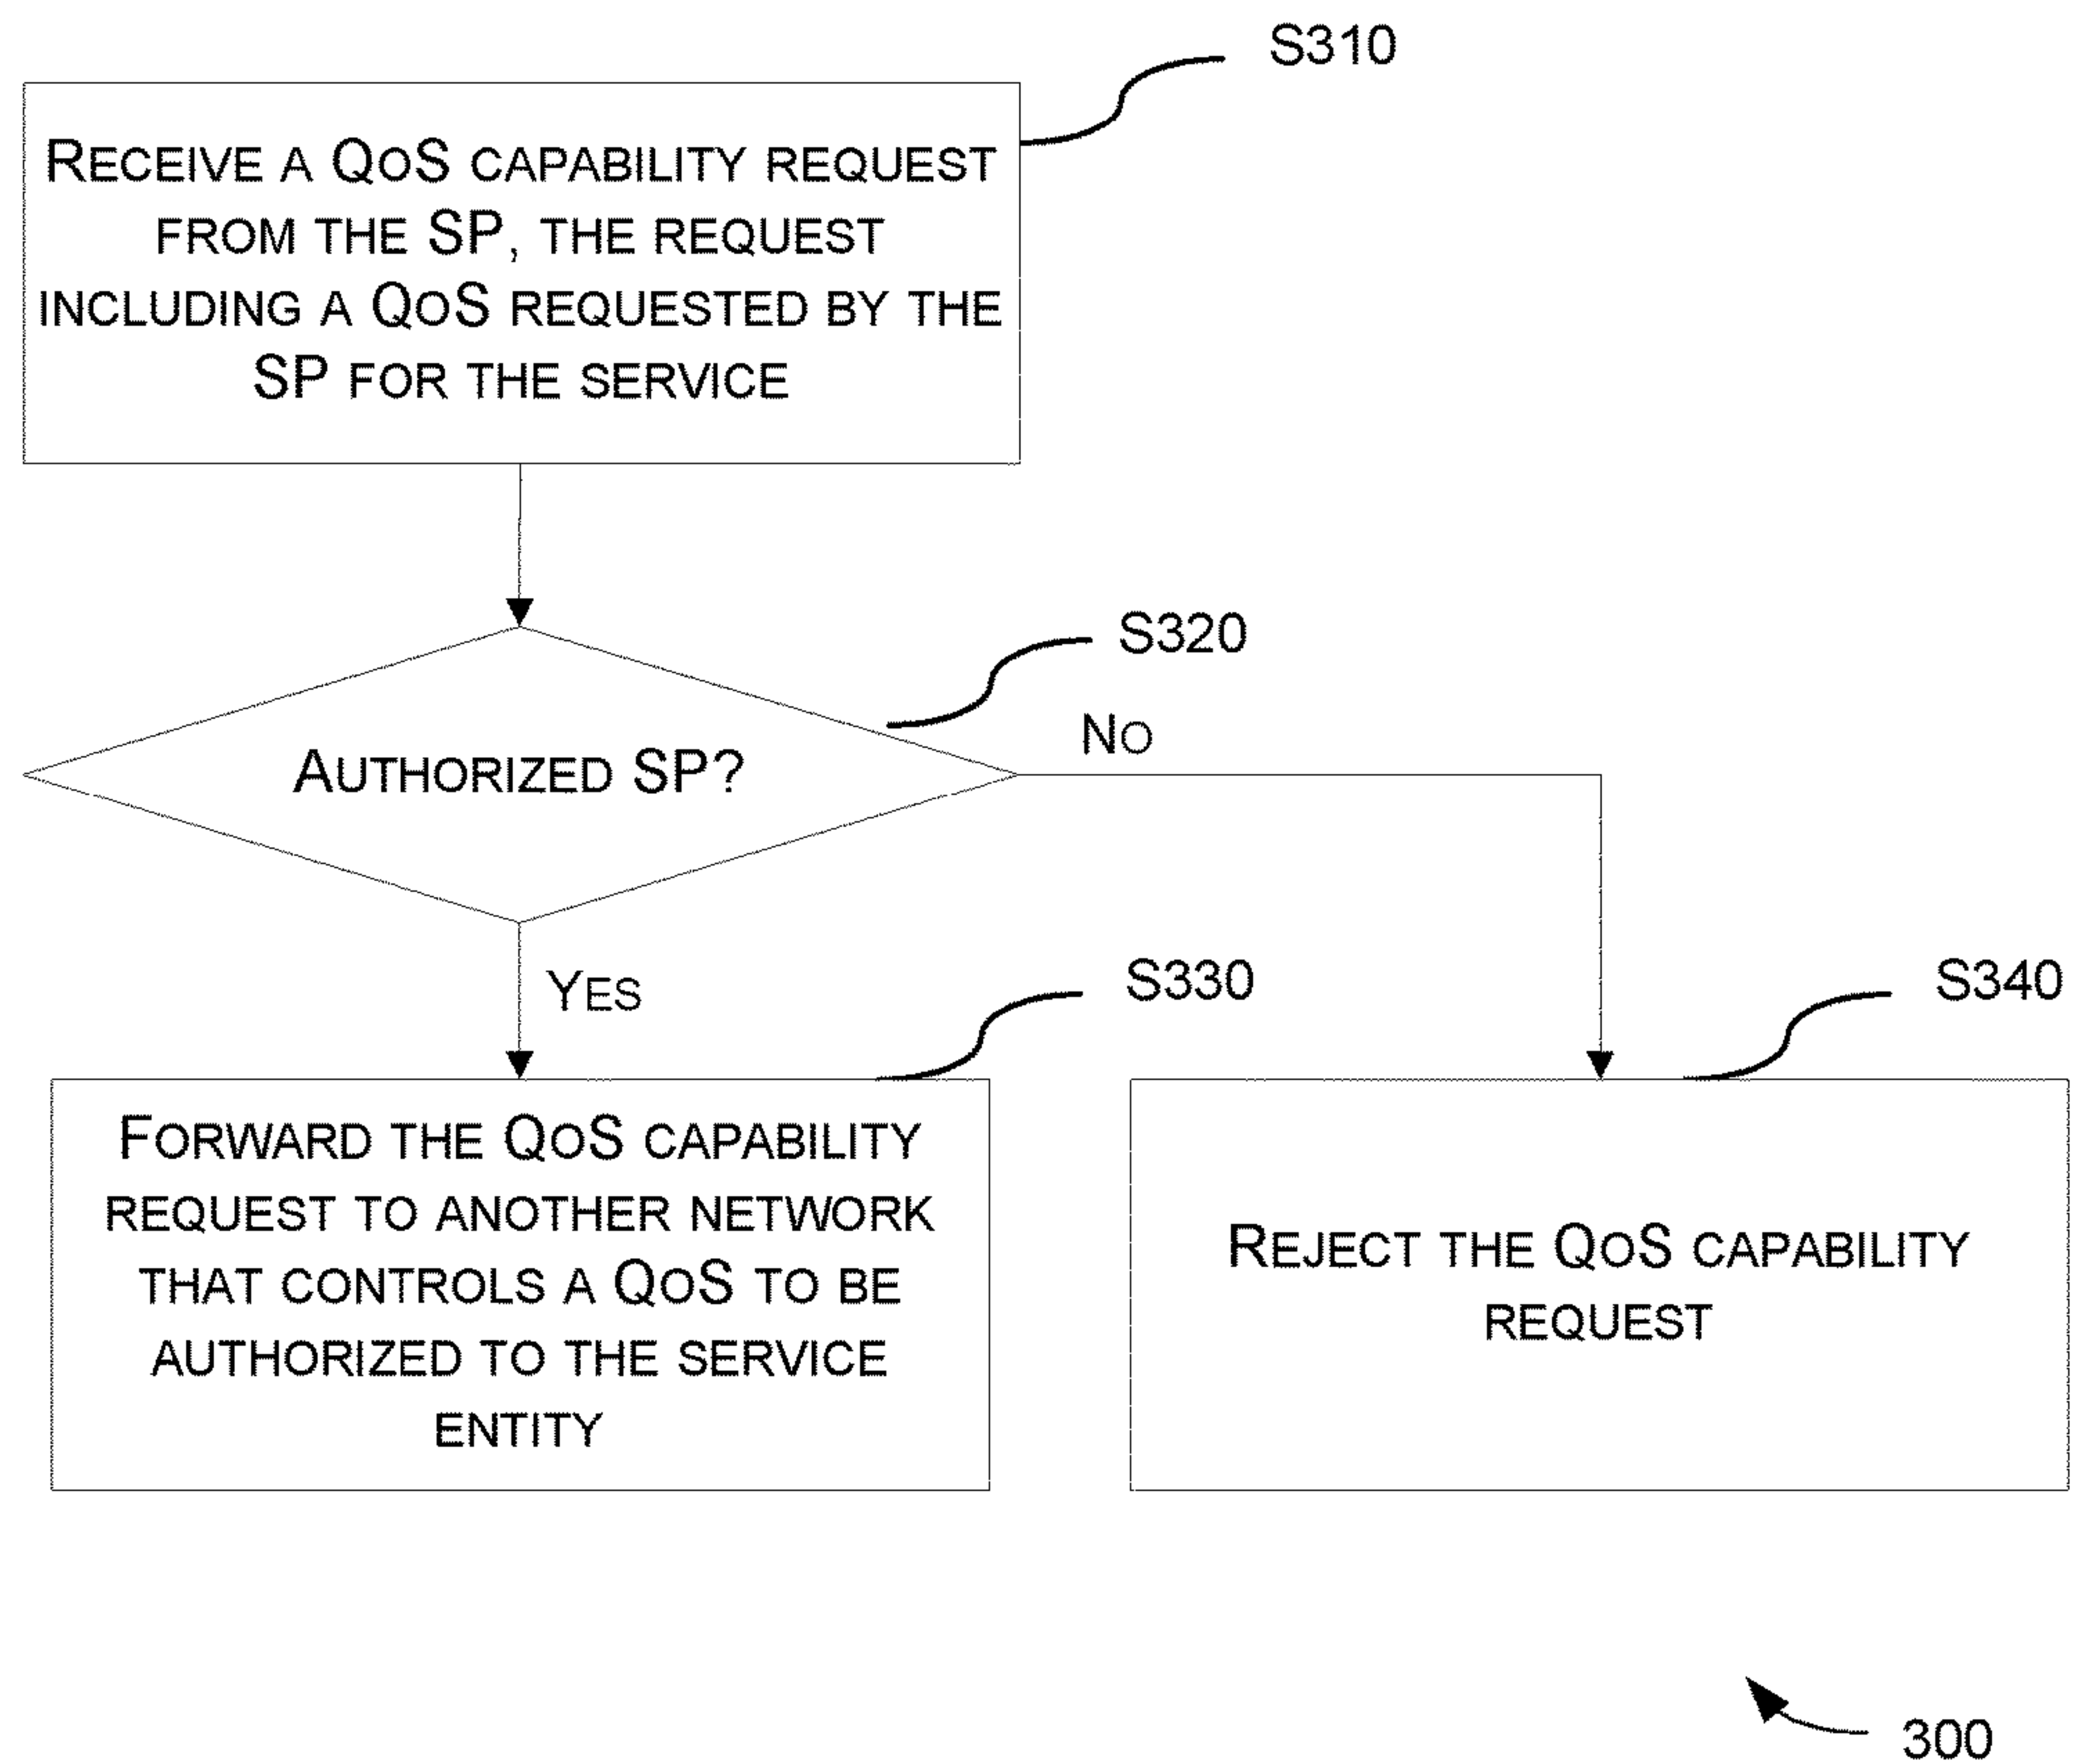 S310
RECEIVE A QOS CAPABILITY REQUEST
FROM THE SP, THE REQUEST
INCLUDING A QOS REQUESTED BY THE
SP FOR THE SERVICE
S320
AUTHORIZED SP?
NO
YES
S330
FORWARD THE QOS CAPABILITY
REQUEST TO ANOTHER NETWORK
THAT CONTROLS A QOS TO BE
AUTHORIZED TO THE SERVICE
ENTITY
S340
REJECT THE QOS CAPABILITY
REQUEST
300